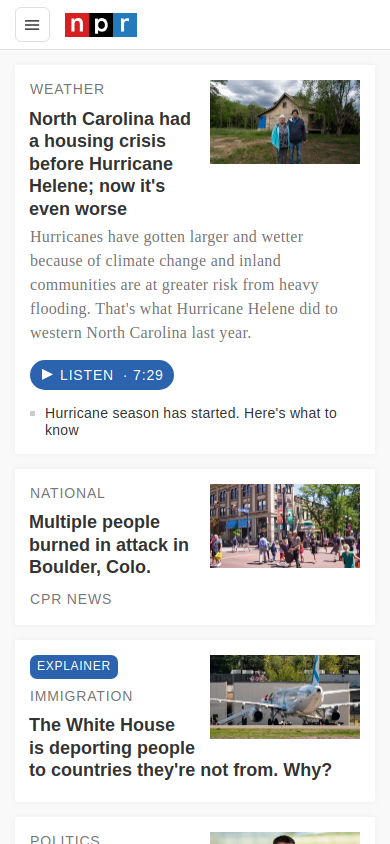 npr
WEATHER
North Carolina had
a housing crisis
before Hurricane
Helene; now it's
even worse
Hurricanes have gotten larger and wetter
because of climate change and inland
communities are at greater risk from heavy
flooding. That's what Hurricane Helene did to
western North Carolina last year.
LISTEN · 7:29
Hurricane season has started. Here's what to
know
NATIONAL
Multiple people
burned in attack in
Boulder, Colo.
CPR NEWS
EXPLAINER
IMMIGRATION
The White House
is deporting people
to countries they're not from. Why?
POLITICS